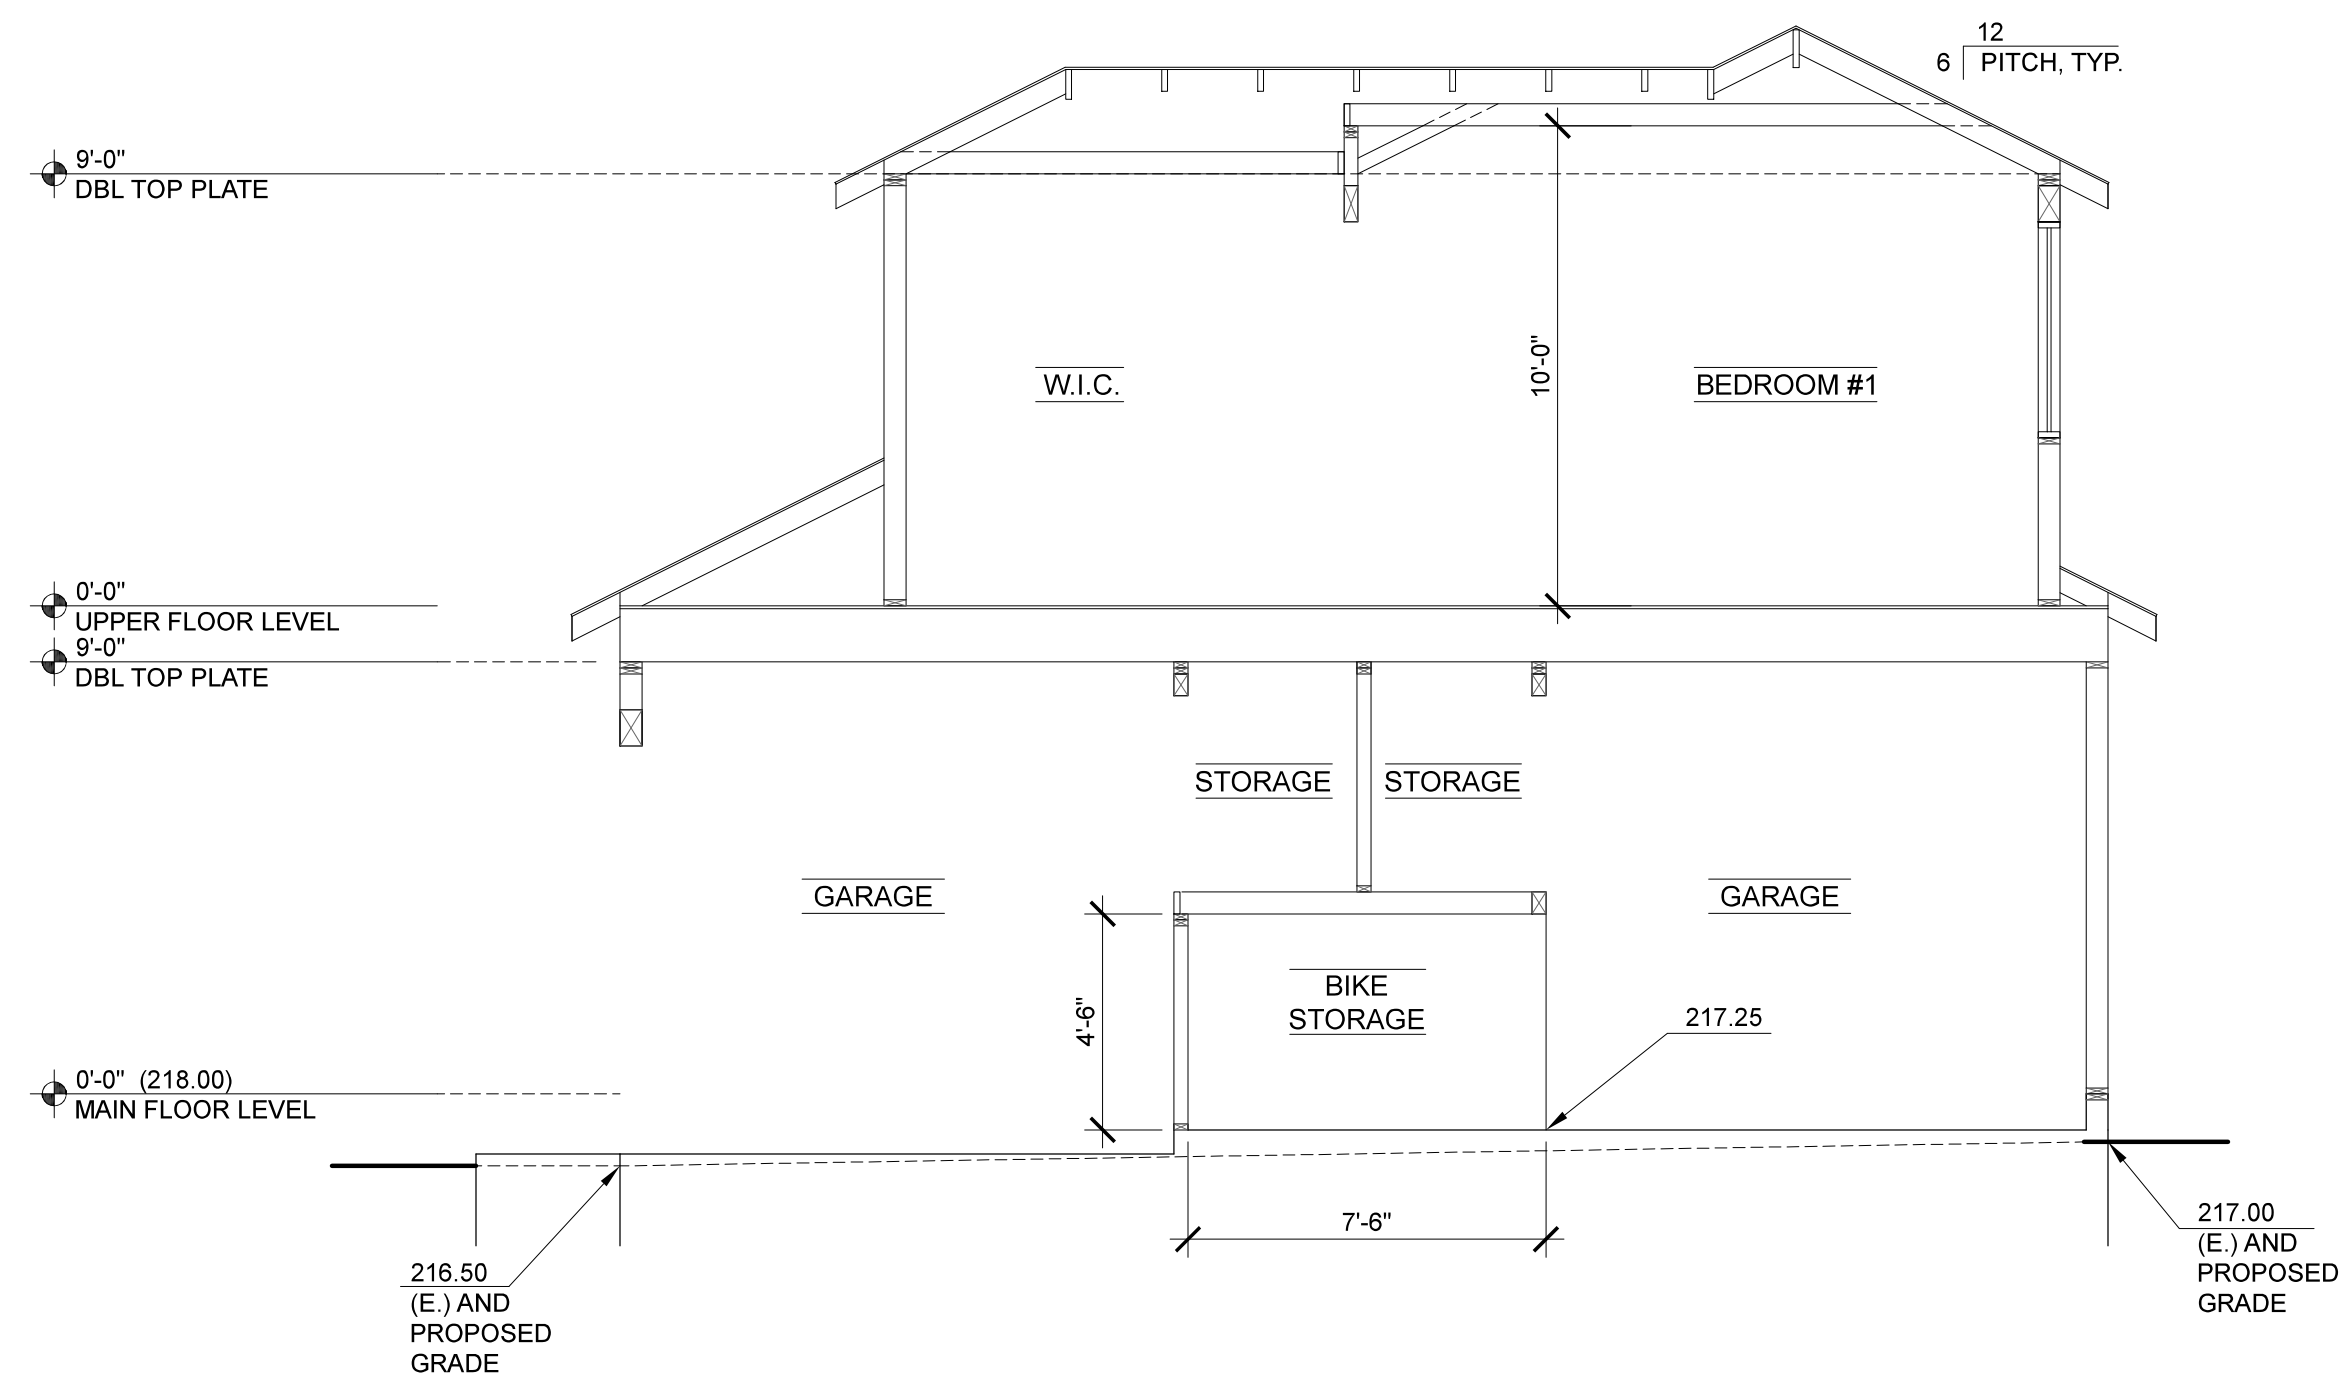 12
6 PITCH, TYP.
9'-0"
DBL TOP PLATE
10'-0"
W.I.C.
BEDROOM #1
0'-0"
UPPER FLOOR LEVEL
9'-0"
DBL TOP PLATE
STORAGE
STORAGE
GARAGE
GARAGE
BIKE
STORAGE
4'-6"
217.25
0'-0" (218.00)
MAIN FLOOR LEVEL
7'-6"
217.00
(E.) AND
PROPOSED
GRADE
216.50
(E.) AND
PROPOSED
GRADE